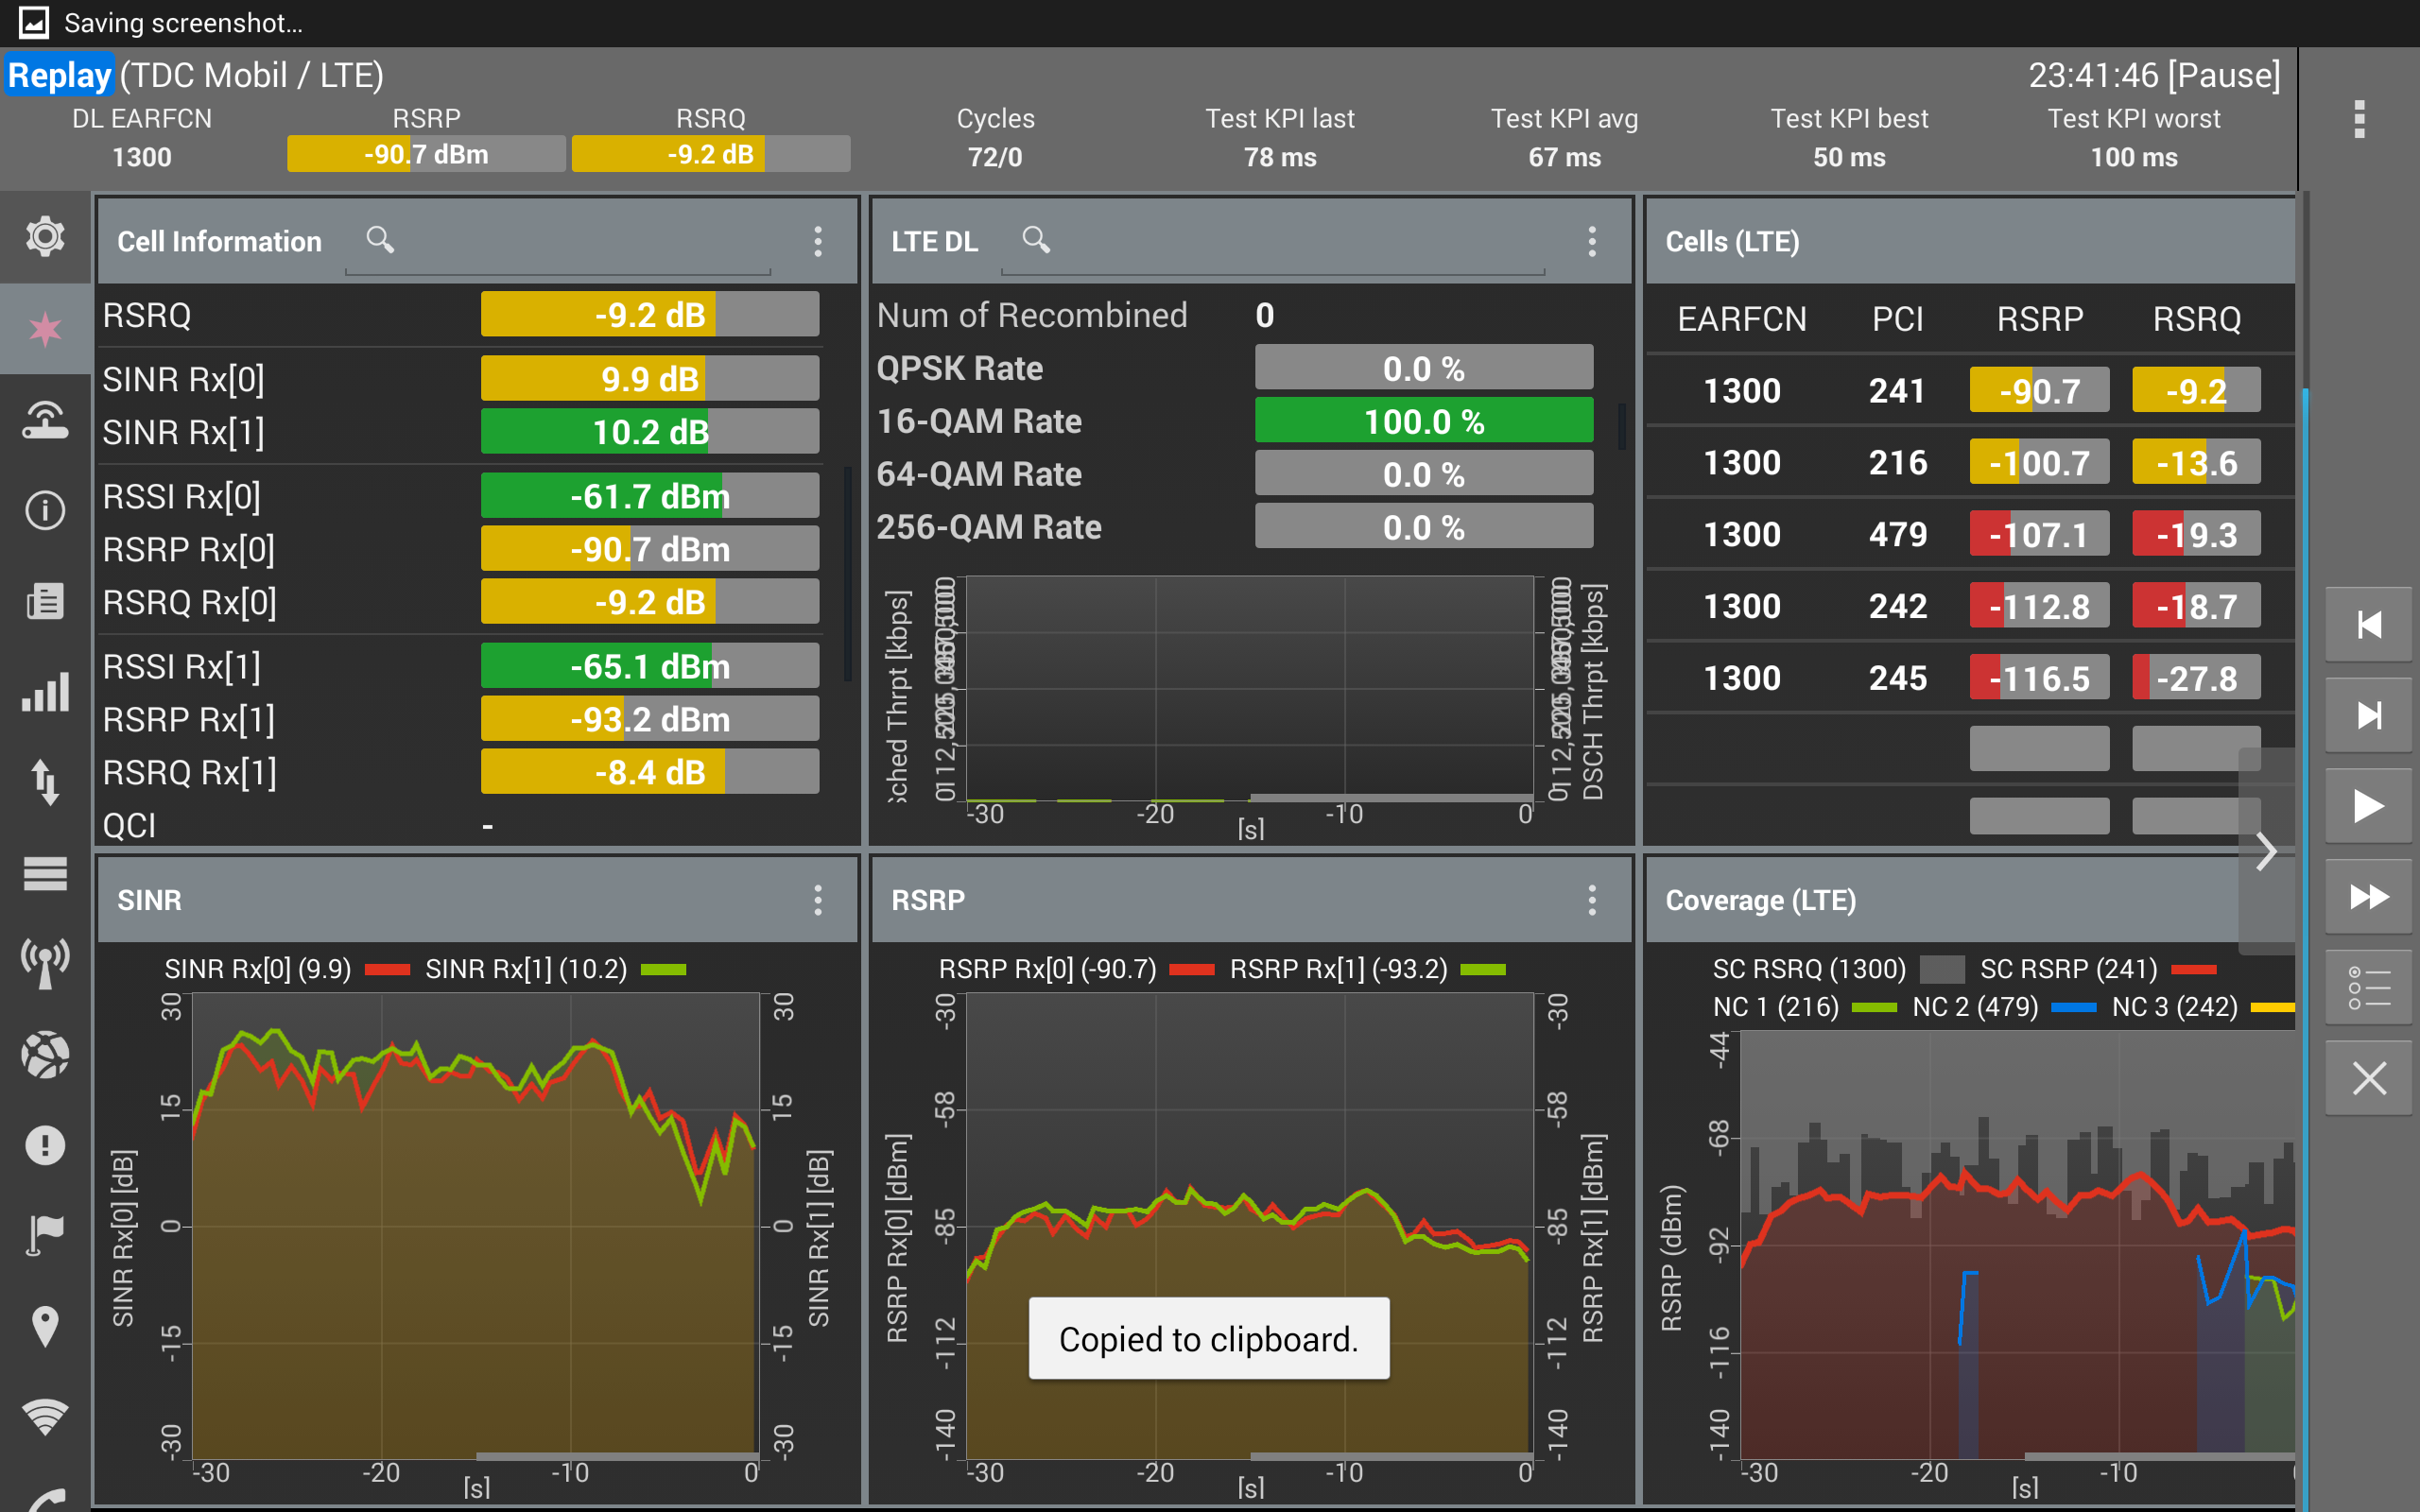 Saving screenshot...
Replay (TDC Mobil / LTE)
23:41:46 [Pause]
DL EARFCN RSRP RSRQ Cycles Test KPI last Test KPI avg Test KPI best Test KPI worst
1300 -90.7 dBm -9.2 dB 72/0 78 ms 67 ms 50 ms 100 ms
Cell Information
RSRQ -9.2 dB
SINR Rx[0] 9.9 dB
SINR Rx[1] 10.2 dB
RSSI Rx[0] -61.7 dBm
RSRP Rx[0] -90.7 dBm
RSRQ Rx[0] -9.2 dB
RSSI Rx[1] -65.1 dBm
RSRP Rx[1] -93.2 dBm
RSRQ Rx[1] -8.4 dB
QCI -
LTE DL
Num of Recombined 0
QPSK Rate 0.0 %
16-QAM Rate 100.0 %
64-QAM Rate 0.0 %
256-QAM Rate 0.0 %
Thrpt [kbps]
DSCH Thrpt [kbps]
-30 -20 -10 0
[s]
Cells (LTE)
EARFCN PCI RSRP RSRQ
1300 241 -90.7 -9.2
1300 216 -100.7 -13.6
1300 479 -107.1 -19.3
1300 242 -112.8 -18.7
1300 245 -116.5 -27.8
SINR
SINR Rx[0] (9.9) SINR Rx[1] (10.2)
SINR Rx[0] [dB]
30
15
0
-15
-30
30
15
0
-15
-30
SINR Rx[1] [dB]
-30 -20 -10 0
[s]
RSRP
RSRP Rx[0] (-90.7) RSRP Rx[1] (-93.2)
RSRP Rx[0] [dBm]
-30
-58
-85
-112
-140
-30
-58
-85
-112
-140
RSRP Rx[1] [dBm]
Copied to clipboard.
-30 -20 -10 0
[s]
Coverage (LTE)
SC RSRQ (1300) SC RSRP (241)
NC 1 (216) NC 2 (479) NC 3 (242)
RSRP (dBm)
-44
-68
-92
-116
-140
-30 -20 -10
[s]